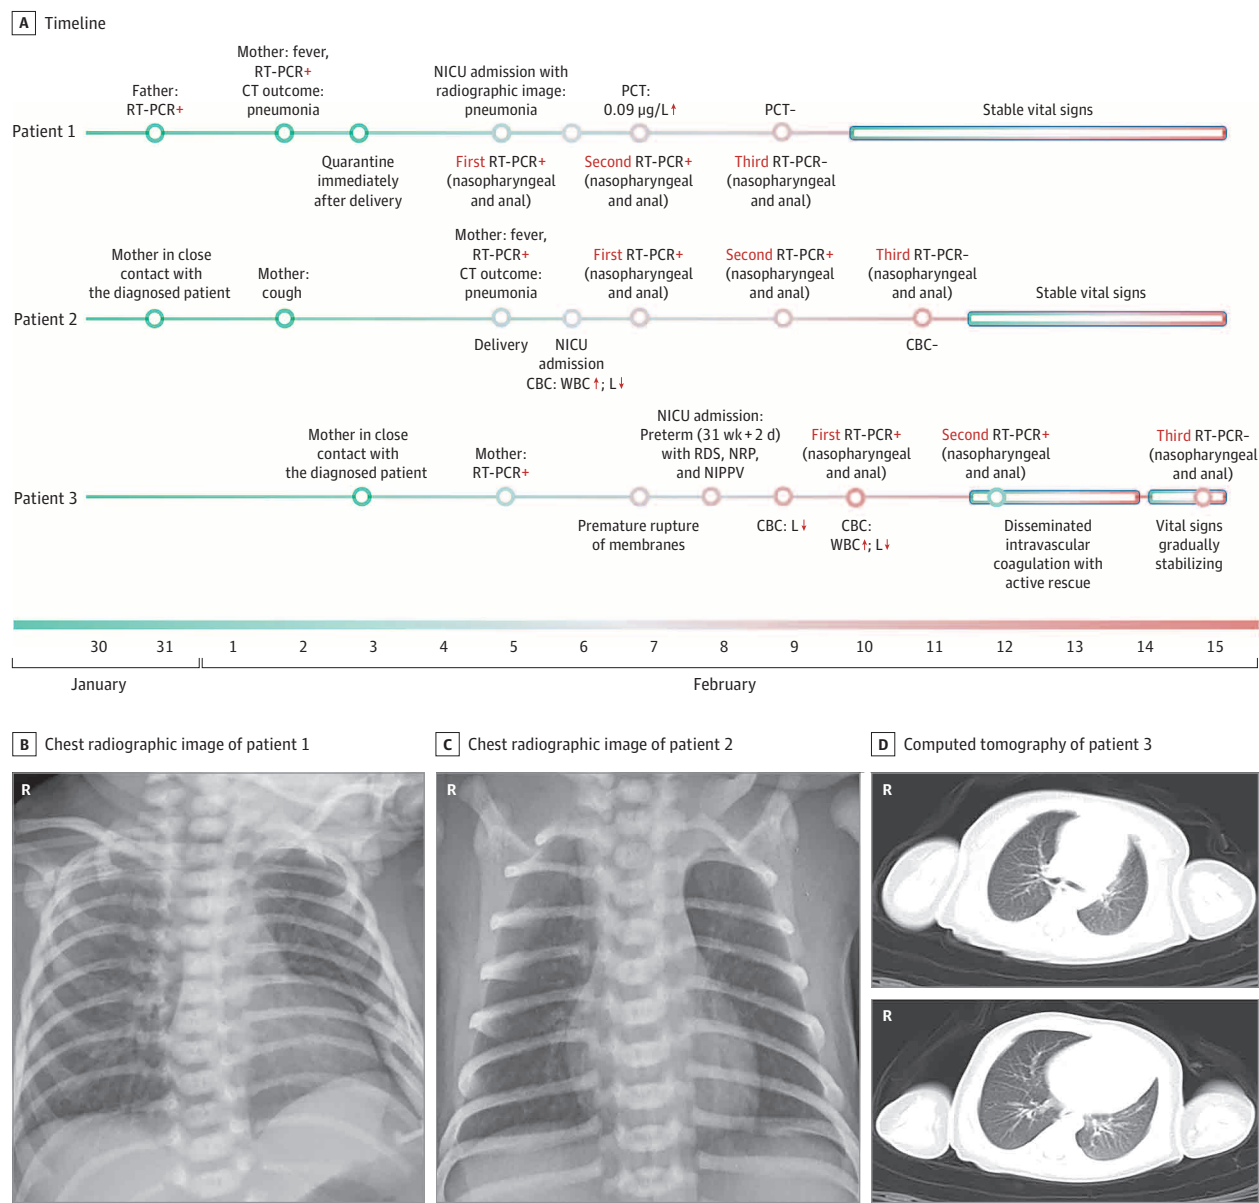 A Timeline
Father:
RT-PCR+
Mother: fever,
RT-PCR+
CT outcome:
pneumonia
NICU admission with
radiographic image:
pneumonia
PCT:
0.09 µg/L↑
PCT-
Stable vital signs
Patient 1
Quarantine
immediately
after delivery
First RT-PCR+
(nasopharyngeal
and anal)
Second RT-PCR+
(nasopharyngeal
and anal)
Third RT-PCR-
(nasopharyngeal
and anal)
Mother in close
contact with
the diagnosed patient
Mother:
cough
Mother: fever,
RT-PCR+
CT outcome:
pneumonia
First RT-PCR+
(nasopharyngeal
and anal)
Second RT-PCR+
(nasopharyngeal
and anal)
Third RT-PCR-
(nasopharyngeal
and anal)
Stable vital signs
Patient 2
Delivery
NICU
admission
CBC: WBC↑; L↓
CBC-
Mother in close
contact with
the diagnosed patient
Mother:
RT-PCR+
NICU admission:
Preterm (31 wk + 2 d)
with RDS, NRP,
and NIPPV
First RT-PCR+
(nasopharyngeal
and anal)
Second RT-PCR+
(nasopharyngeal
and anal)
Third RT-PCR-
(nasopharyngeal
and anal)
Patient 3
Premature rupture
of membranes
CBC: L↓
CBC:
WBC↑; L↓
Disseminated
intravascular
coagulation with
active rescue
Vital signs
gradually
stabilizing
30 31 1 2 3 4 5 6 7 8 9 10 11 12 13 14 15
January February
B Chest radiographic image of patient 1
C Chest radiographic image of patient 2
D Computed tomography of patient 3
R
R
R
R